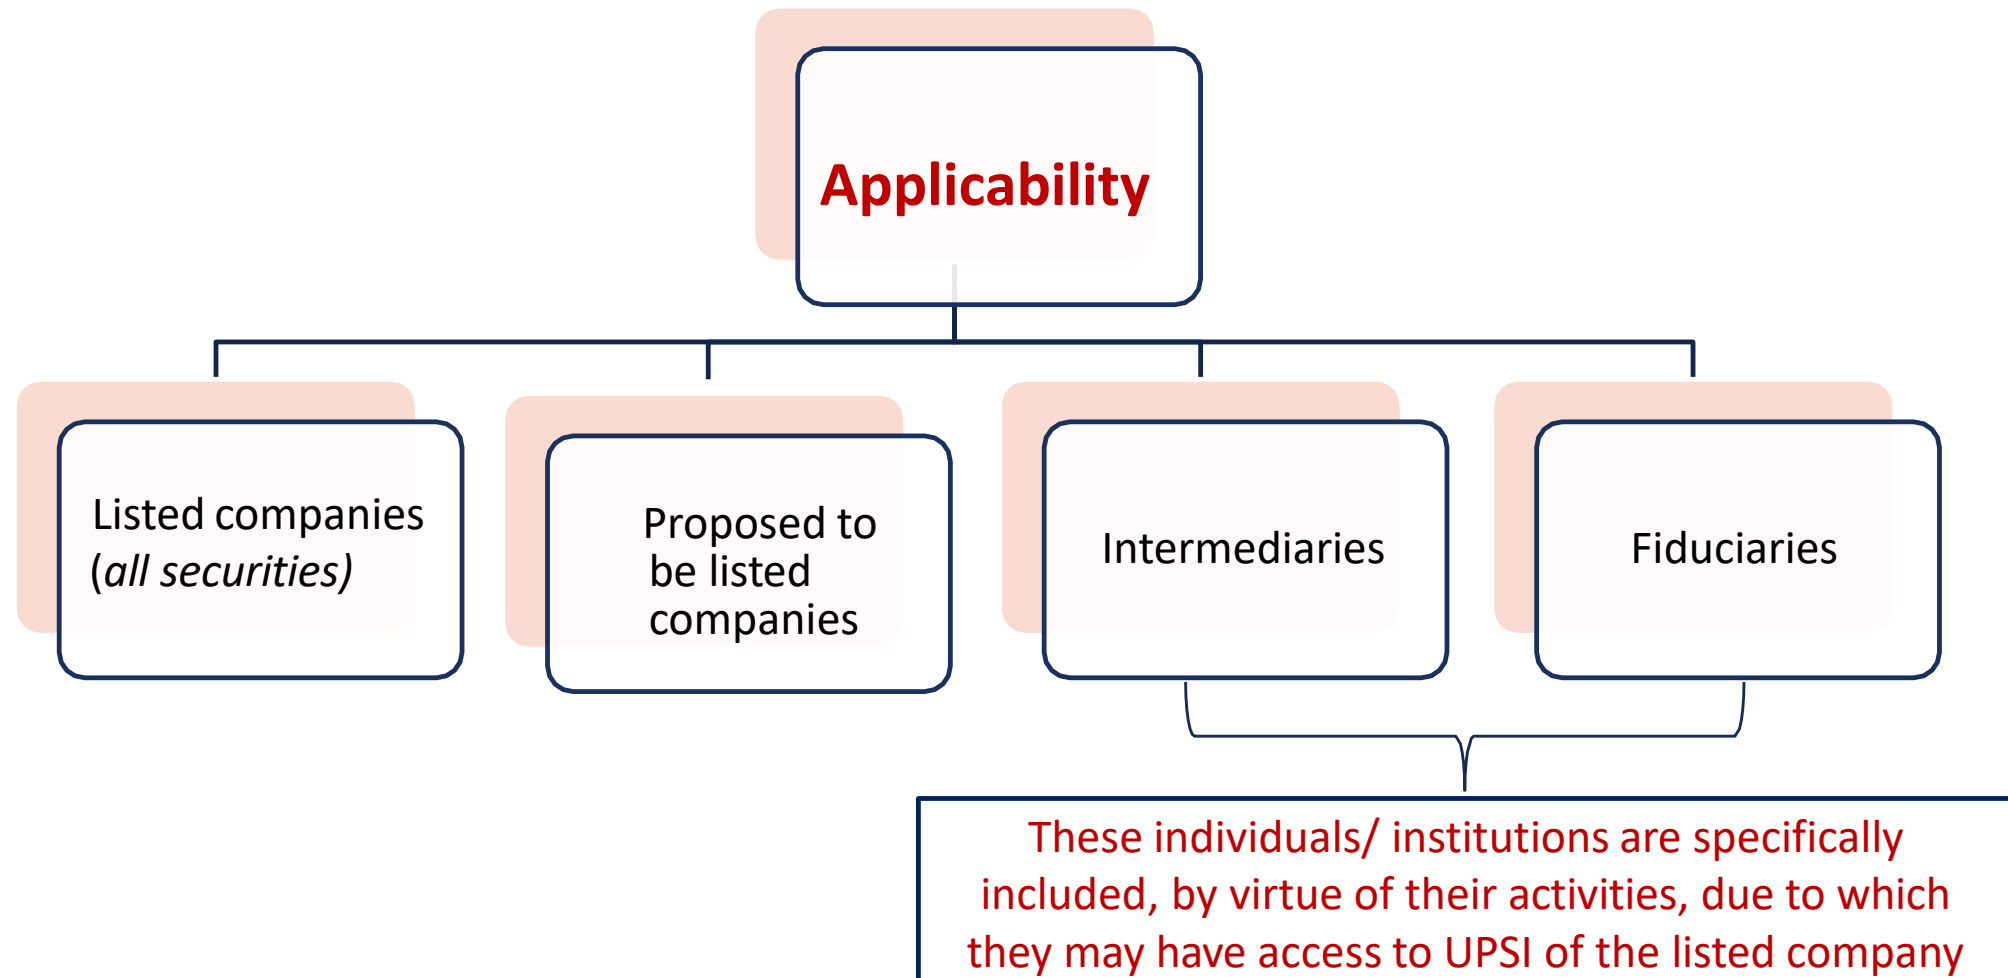 Applicability
Listed companies
(all securities)
Proposed to
be listed
companies
Intermediaries
Fiduciaries
These individuals/ institutions are specifically
included, by virtue of their activities, due to which
they may have access to UPSI of the listed company